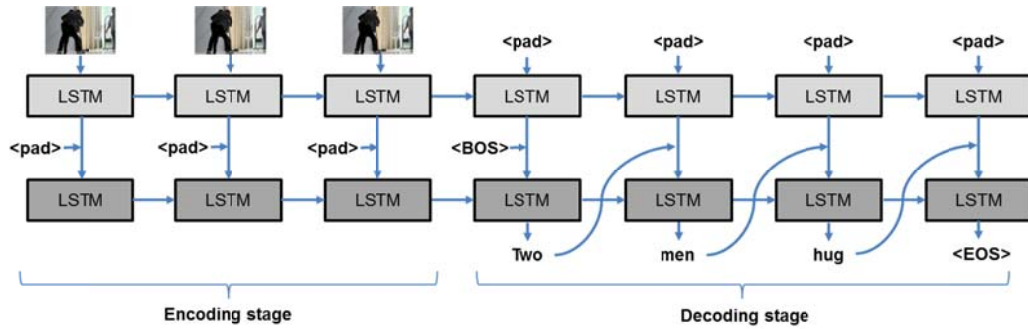 <pad> <pad> <pad> <pad>
LSTM LSTM LSTM LSTM LSTM LSTM LSTM
<pad> <pad> <pad> <BOS>
LSTM LSTM LSTM LSTM LSTM LSTM LSTM
Two men hug <EOS>
Encoding stage Decoding stage